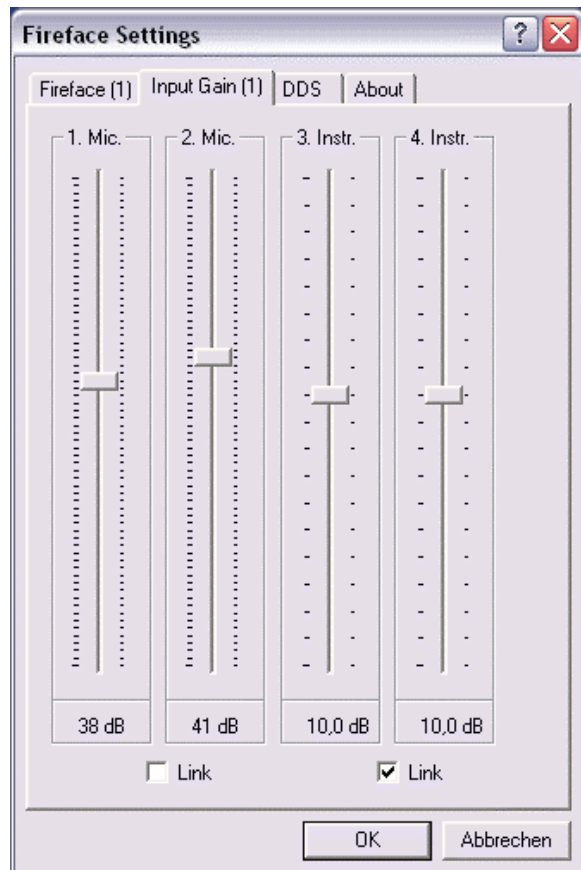 Fireface Settings
Fireface (1) Input Gain (1) DDS About
1. Mic. 2. Mic. 3. Instr. 4. Instr.
38 dB 41 dB 10,0 dB 10,0 dB
Link Link
OK Abbrechen